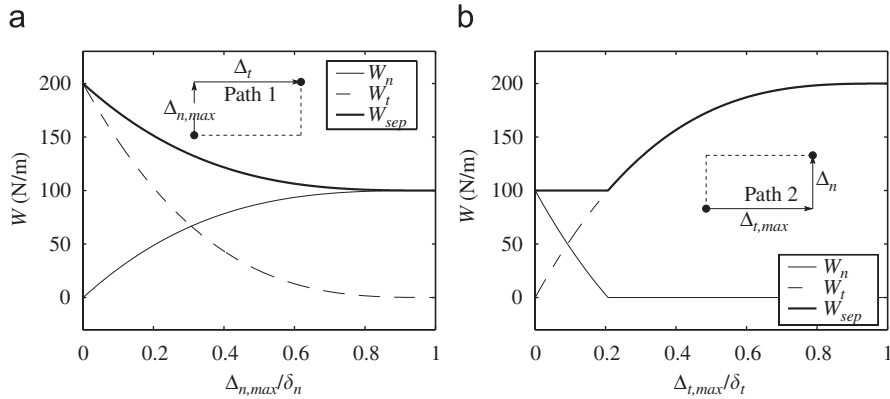 a
200
150
100
50
0
W (N/m)
0
0.2
0.4
0.6
0.8
1
Δn,max/δn
Δt
Δn,max
Path 1
Wn
Wt
Wsep
b
200
150
100
50
0
W (N/m)
0
0.2
0.4
0.6
0.8
1
Δt,max/δt
Path 2
Δn
Δt,max
Wn
Wt
Wsep